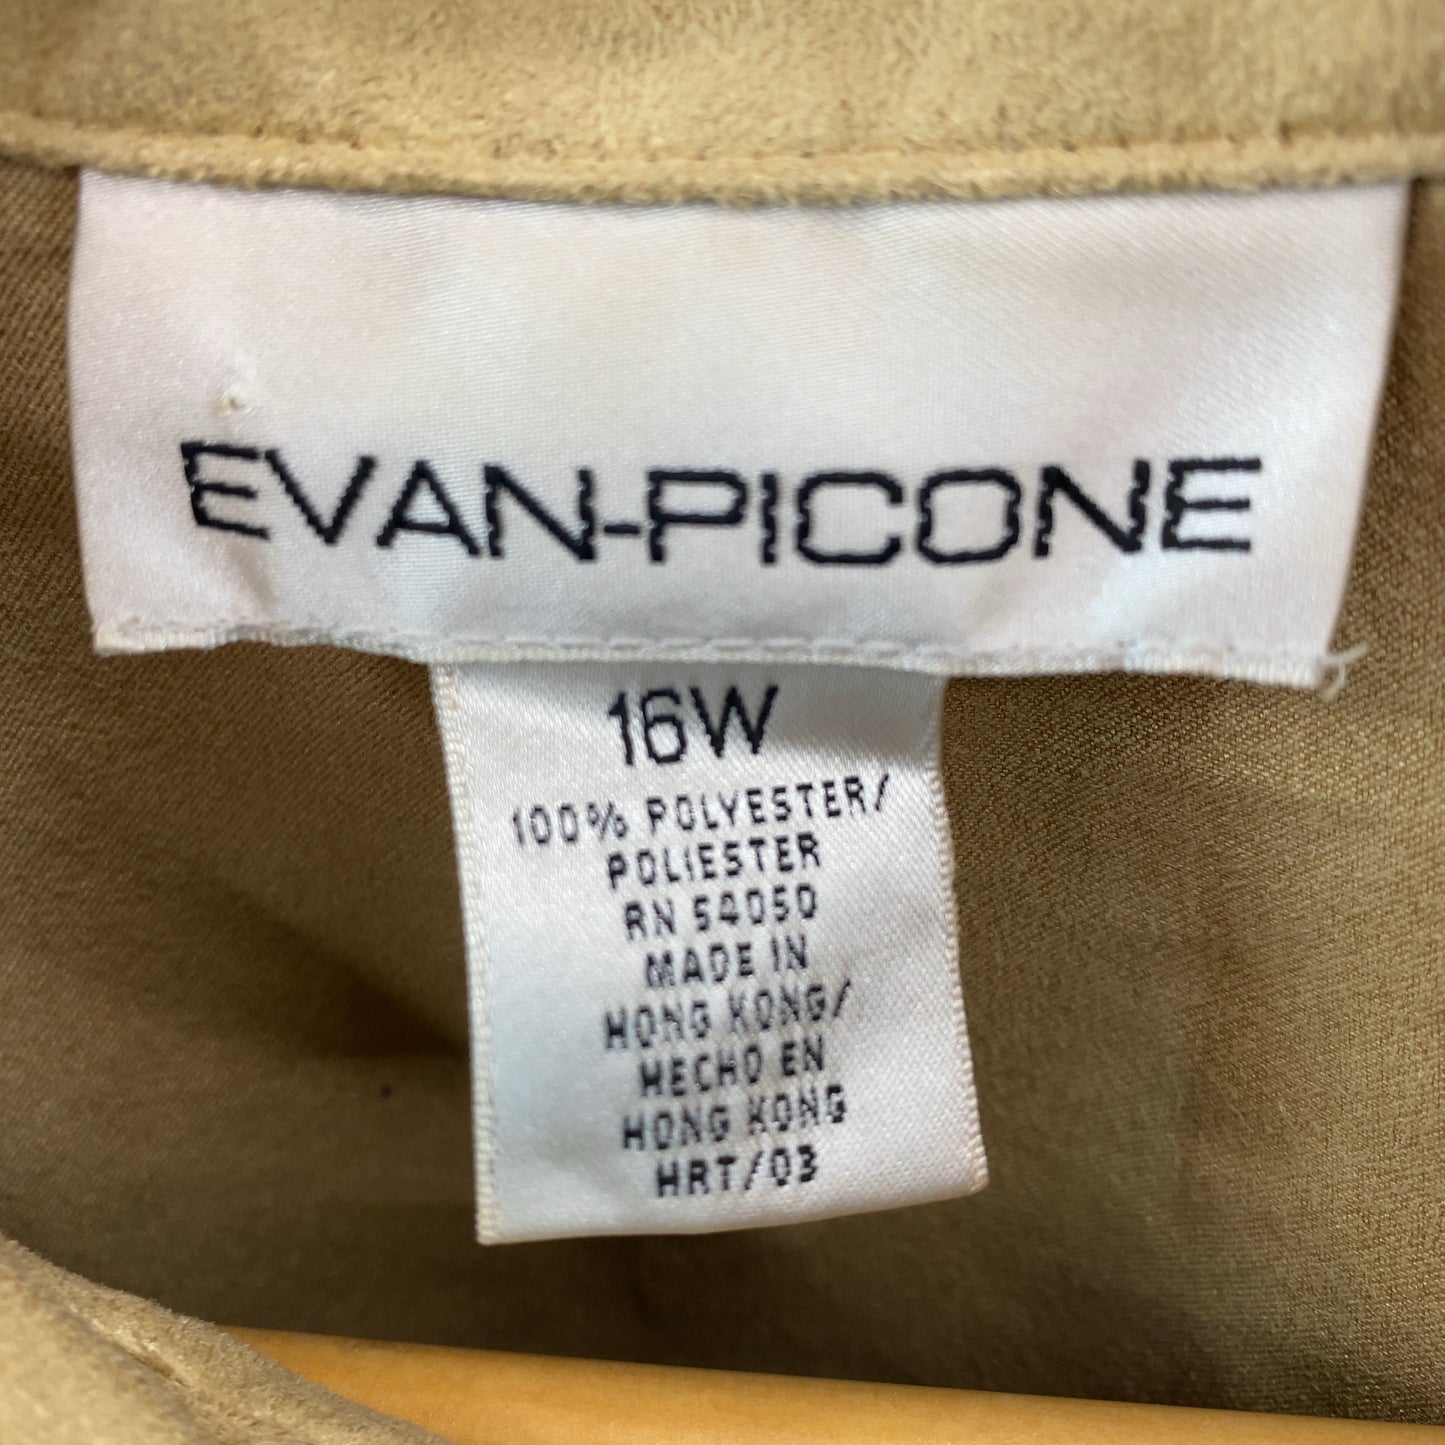 EVAN-PICONE
16W
100% POLYESTER/
POLIESTER
RN 54050
MADE IN
HONG KONG/
HECHO EN
HONG KONG
HRT/03